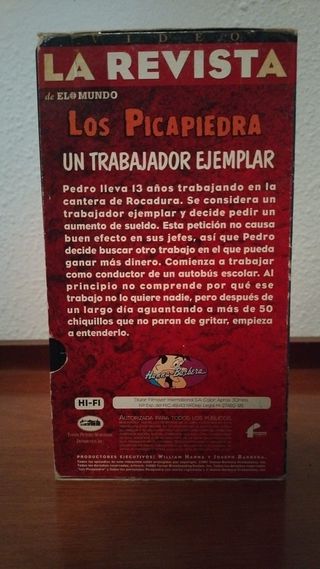 VIDEO
LA REVISTA
de EL MUNDO
LOS PICAPIEDRA
UN TRABAJADOR EJEMPLAR
Pedro lleva 13 años trabajando en la
cantera de Rocadura. Se considera un
trabajador ejemplar y decide pedir un
aumento de sueldo. Esta petición no causa
buen efecto en sus jefes, así que Pedro
decide buscar otro trabajo en el que pueda
ganar más dinero. Comienza a trabajar
como conductor de un autobús escolar. Al
principio no comprende por qué ese
trabajo no lo quiere nadie, pero después de
un largo día aguantando a más de 50
chiquillos que no paran de gritar, empieza
a entenderlo.
Hanna-Barbera
HI-FI
International S.A. Color. Aprox. 30mins.
AUTORIZADA PARA TODOS LOS PUBLICOS
PRODUCTORES EJECUTIVOS: WILLIAM HANNA Y JOSEPH BARBERA.